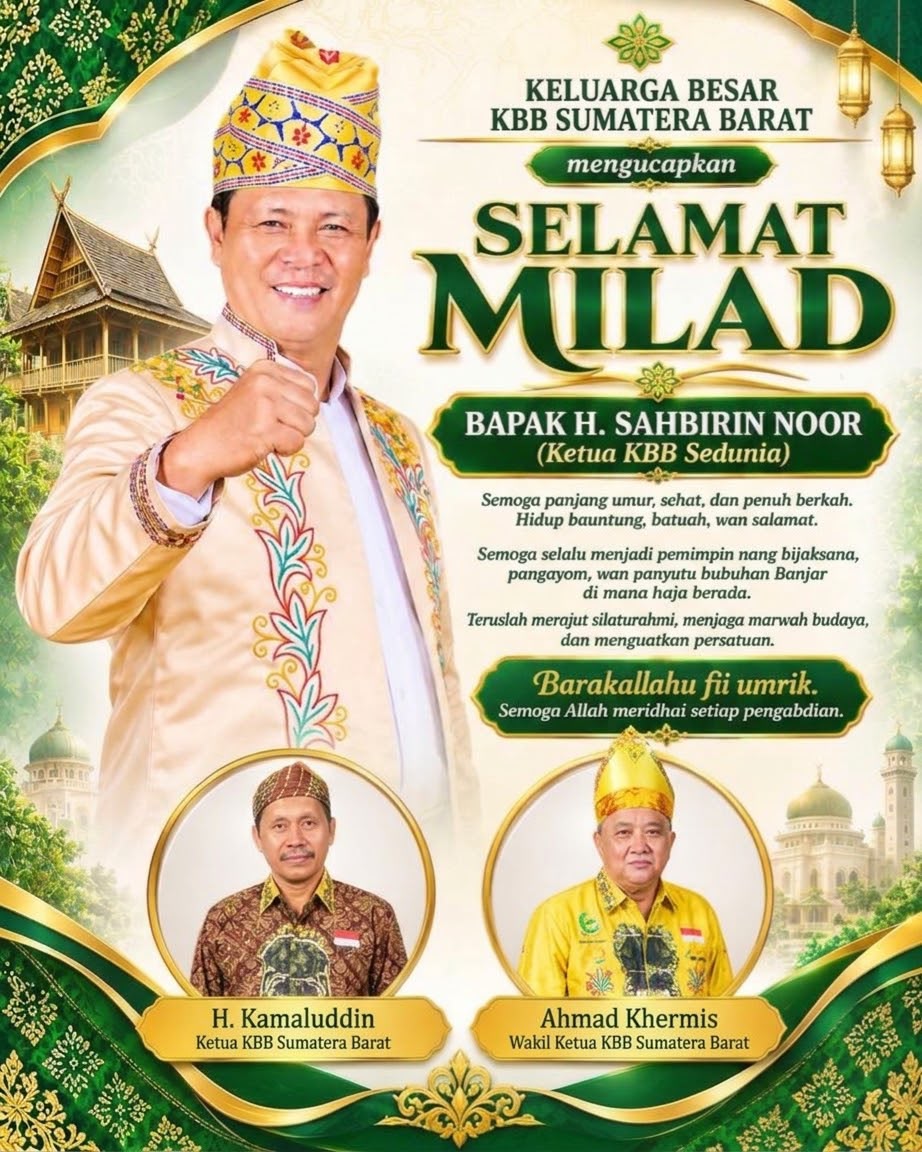 KELUARGA BESAR
KBB SUMATERA BARAT
mengucapkan
SELAMAT
MILAD
BAPAK H. SAHBIRIN NOOR
(Ketua KBB Sedunia)
Semoga panjang umur, sehat, dan penuh berkah.
Hidup bauntung, batuah, wan salamat.
Semoga selalu menjadi pemimpin nang bijaksana,
pangayom, wan panyutu bubuhan Banjar
di mana haja berada.
Teruslah merajut silaturahmi, menjaga marwah budaya,
dan menguatkan persatuan.
Barakallahu fii umrik.
Semoga Allah meridhai setiap pengabdian.
H. Kamaluddin
Ketua KBB Sumatera Barat
Ahmad Khermis
Wakil Ketua KBB Sumatera Barat